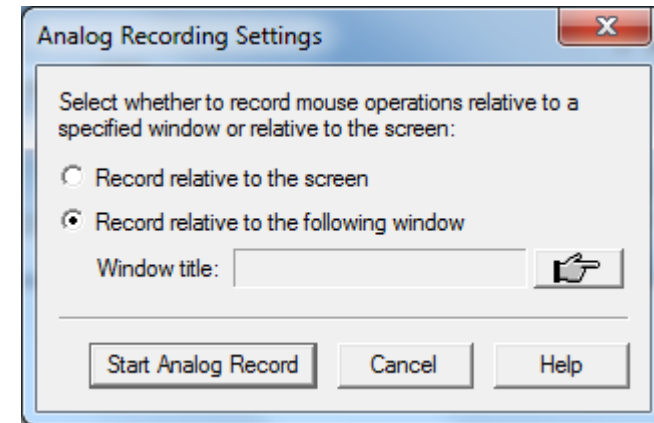 Analog Recording Settings
Select whether to record mouse operations relative to a
specified window or relative to the screen:
Record relative to the screen
Record relative to the following window
Window title:
Start Analog Record Cancel Help